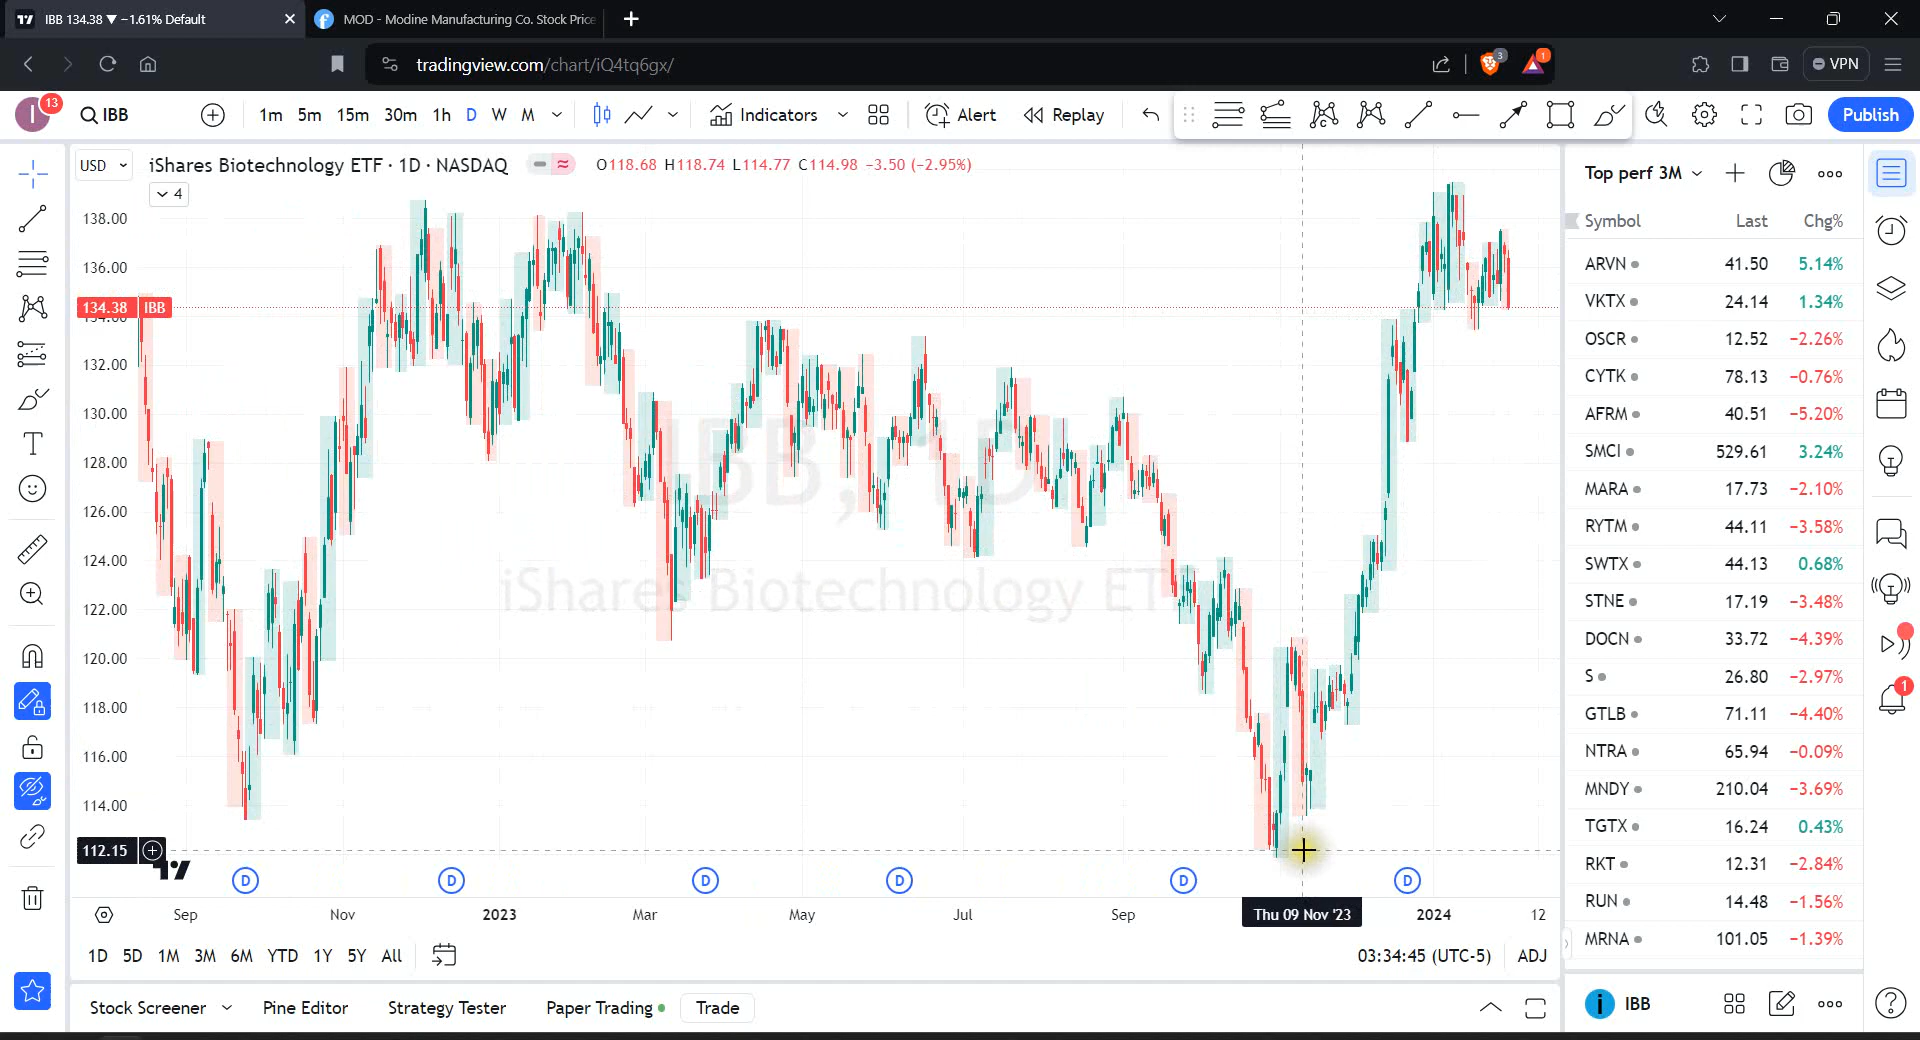 IBB 134.38 ▼ −1.61% Default
MOD - Modine Manufacturing Co. Stock Price
tradingview.com/chart/iQ4tq6gx/
3
1
VPN
I
13
IBB
1m 5m 15m 30m 1h D W M
Indicators
Alert
Replay
Publish
USD
iShares Biotechnology ETF · 1D · NASDAQ
O118.68 H118.74 L114.77 C114.98 −3.50 (−2.95%)
4
138.00
136.00
134.38 IBB
134.00
132.00
130.00
128.00
126.00
124.00
122.00
120.00
118.00
116.00
114.00
112.15
IBB, 1D
iShares Biotechnology ETF
D D D D D D
Sep Nov 2023 Mar May Jul Sep Thu 09 Nov '23 2024 12
1D 5D 1M 3M 6M YTD 1Y 5Y All
03:34:45 (UTC-5) ADJ
Stock Screener Pine Editor Strategy Tester Paper Trading Trade
Top perf 3M
Symbol Last Chg%
ARVN 41.50 5.14%
VKTX 24.14 1.34%
OSCR 12.52 −2.26%
CYTK 78.13 −0.76%
AFRM 40.51 −5.20%
SMCI 529.61 3.24%
MARA 17.73 −2.10%
RYTM 44.11 −3.58%
SWTX 44.13 0.68%
STNE 17.19 −3.48%
DOCN 33.72 −4.39%
S 26.80 −2.97%
GTLB 71.11 −4.40%
NTRA 65.94 −0.09%
MNDY 210.04 −3.69%
TGTX 16.24 0.43%
RKT 12.31 −2.84%
RUN 14.48 −1.56%
MRNA 101.05 −1.39%
IBB
1